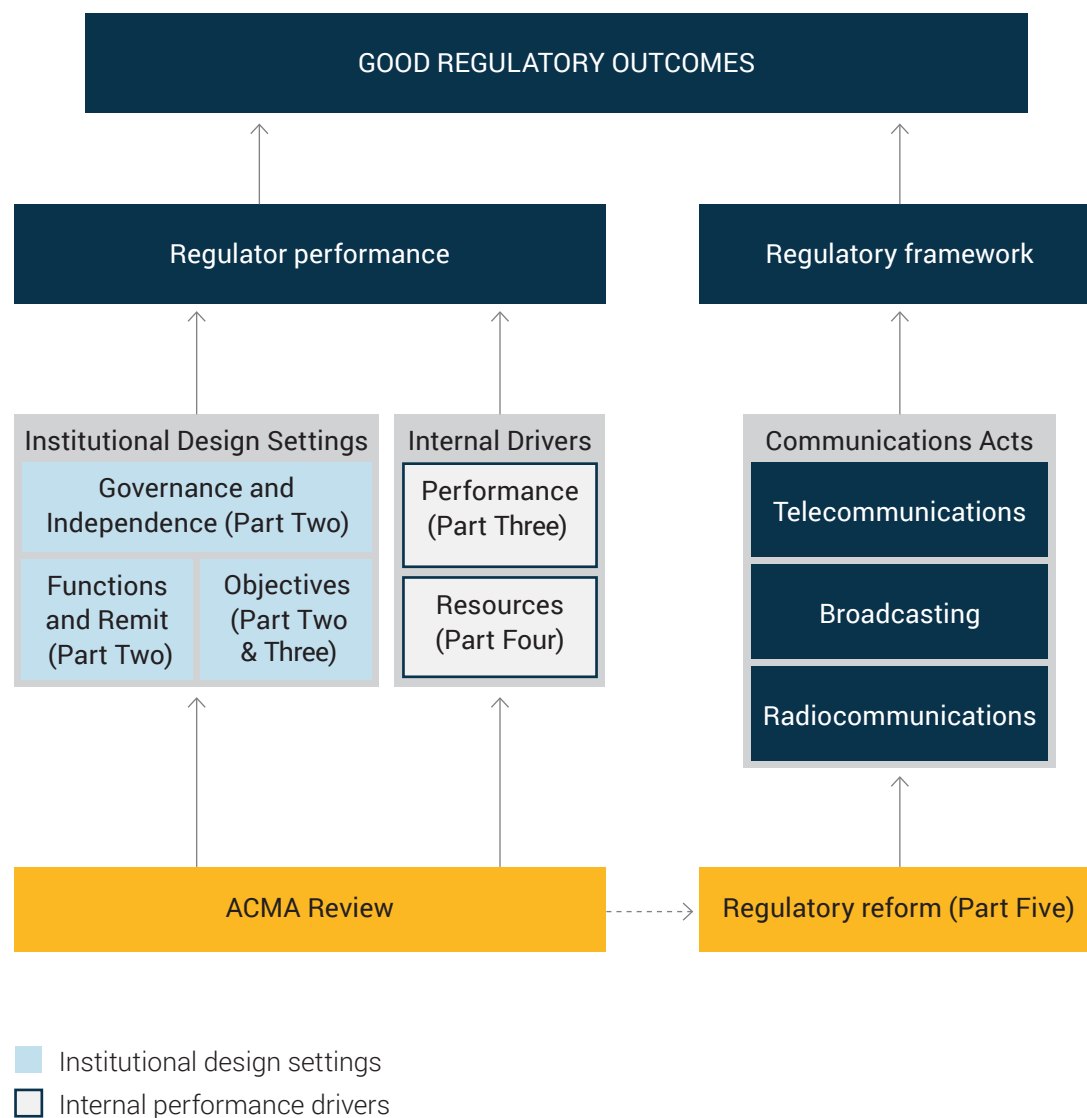 GOOD REGULATORY OUTCOMES
Regulator performance
Regulatory framework
Institutional Design Settings
Governance and
Independence (Part Two)
Functions
and Remit
(Part Two)
Objectives
(Part Two
& Three)
Internal Drivers
Performance
(Part Three)
Resources
(Part Four)
Communications Acts
Telecommunications
Broadcasting
Radiocommunications
ACMA Review
Regulatory reform (Part Five)
Institutional design settings
Internal performance drivers